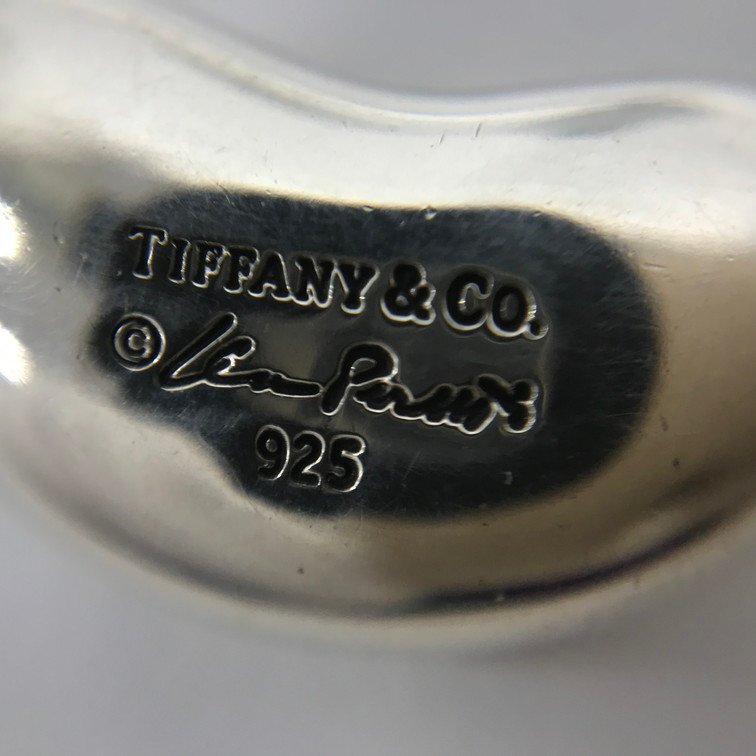 TIFFANY & CO.
© Elsa Peretti
925